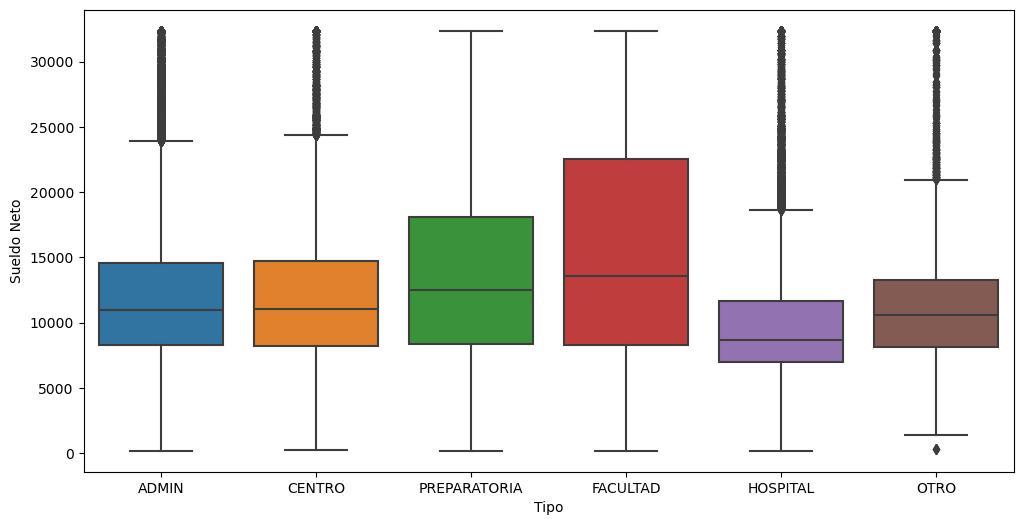 30000
25000
20000
15000
10000
5000
0
Sueldo Neto
ADMIN CENTRO PREPARATORIA FACULTAD HOSPITAL OTRO
Tipo